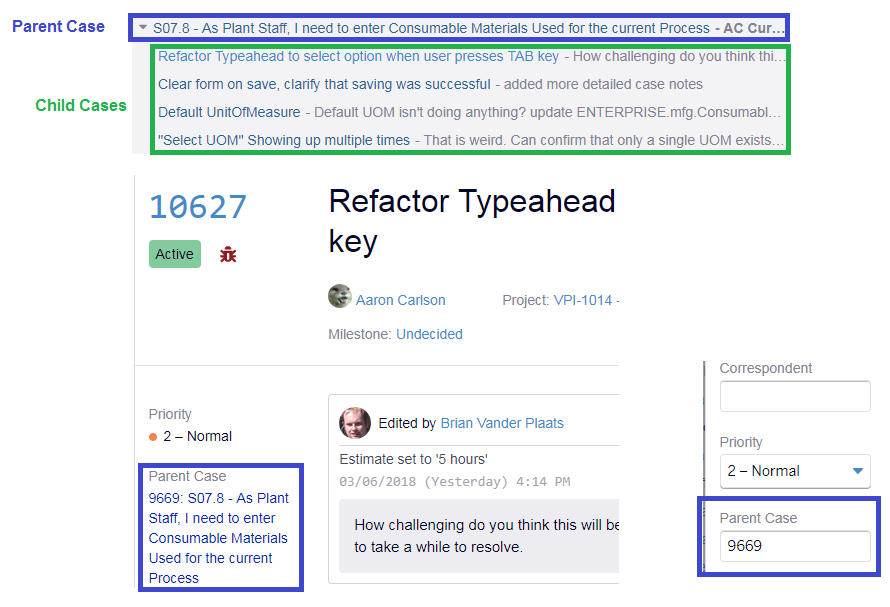 Parent Case
S07.8 - As Plant Staff, I need to enter Consumable Materials Used for the current Process - AC Cur...
Refactor Typeahead to select option when user presses TAB key - How challenging do you think thi...
Child Cases
Clear form on save, clarify that saving was successful - added more detailed case notes
Default UnitOfMeasure - Default UOM isn't doing anything? update ENTERPRISE.mfg.Consumabl...
"Select UOM" Showing up multiple times - That is weird. Can confirm that only a single UOM exists...
10627
Refactor Typeahead
key
Active
Aaron Carlson
Project: VPI-1014 -
Milestone: Undecided
Priority
2 – Normal
Parent Case
9669: S07.8 - As Plant
Staff, I need to enter
Consumable Materials
Used for the current
Process
Edited by Brian Vander Plaats
Estimate set to '5 hours'
03/06/2018 (Yesterday) 4:14 PM
How challenging do you think this will be
to take a while to resolve.
Correspondent
Priority
2 – Normal
Parent Case
9669